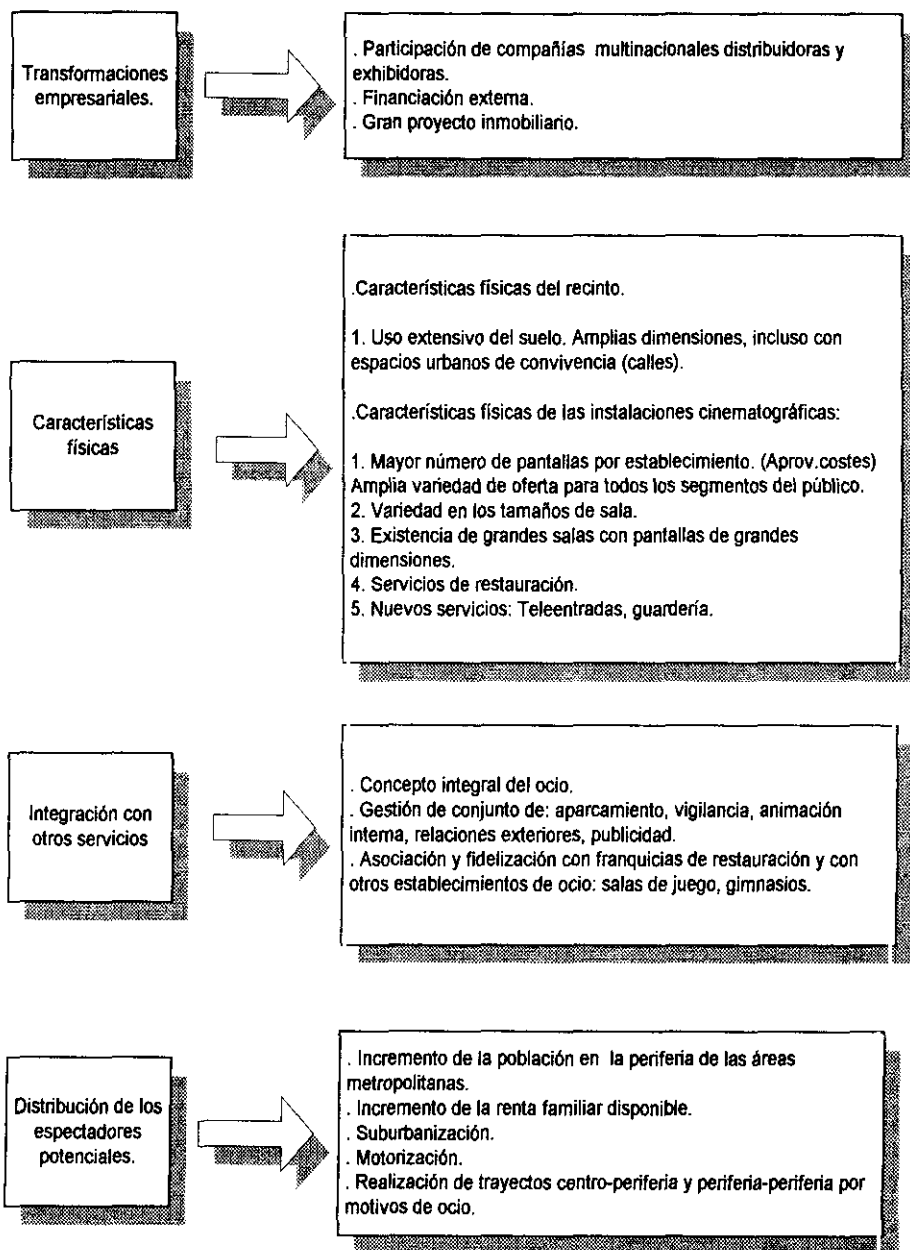 Transformaciones
empresariales.
. Participación de compañías multinacionales distribuidoras y
exhibidoras.
. Financiación externa.
. Gran proyecto inmobiliario.
Características
físicas
.Características físicas del recinto.
1. Uso extensivo del suelo. Amplias dimensiones, incluso con
espacios urbanos de convivencia (calles).
.Características físicas de las instalaciones cinematográficas:
1. Mayor número de pantallas por establecimiento. (Aprov.costes)
Amplia variedad de oferta para todos los segmentos del público.
2. Variedad en los tamaños de sala.
3. Existencia de grandes salas con pantallas de grandes
dimensiones.
4. Servicios de restauración.
5. Nuevos servicios: Teleentradas, guardería.
Integración con
otros servicios
. Concepto integral del ocio.
. Gestión de conjunto de: aparcamiento, vigilancia, animación
interna, relaciones exteriores, publicidad.
. Asociación y fidelización con franquicias de restauración y con
otros establecimientos de ocio: salas de juego, gimnasios.
Distribución de los
espectadores
potenciales.
. Incremento de la población en la periferia de las áreas
metropolitanas.
. Incremento de la renta familiar disponible.
. Suburbanización.
. Motorización.
. Realización de trayectos centro-periferia y periferia-periferia por
motivos de ocio.